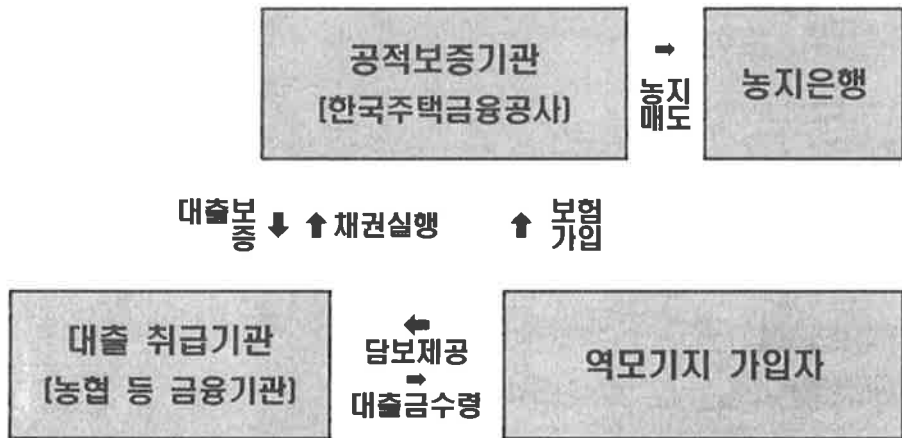 공적보증기관
[한국주택금융공사]
➡
농지
매도
농지은행
대출보
증 ⬇ ⬆ 채권실행
⬆ 보험
가입
대출 취급기관
[농협 등 금융기관]
⬅
담보제공
➡
대출금수령
역모기지 가입자